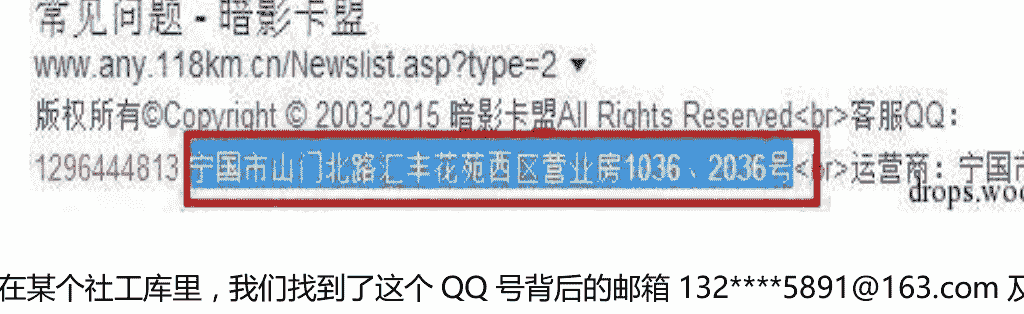 常见问题 - 暗影卡盟
www.any.118km.cn/Newslist.asp?type=2 ▼
版权所有©Copyright © 2003-2015 暗影卡盟All Rights Reserved<br>客服QQ：
1296444813 宁国市山门北路汇丰花苑西区营业房1036、2036号<br>运营商：宁国市
drops.woo
在某个社工库里，我们找到了这个 QQ 号背后的邮箱 132****5891@163.com 及